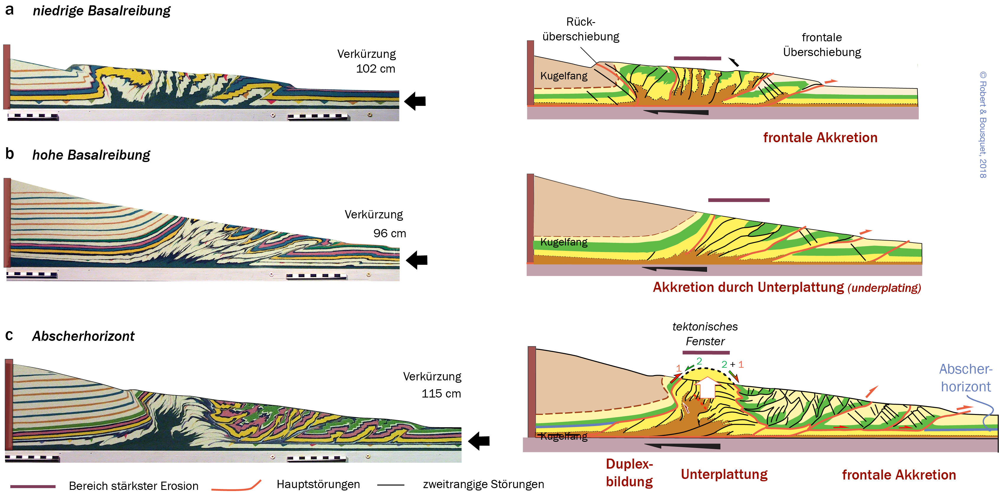 a niedrige Basalreibung
Verkürzung
102 cm
Rück-
überschiebung
frontale
Überschiebung
Kugelfang
frontale Akkretion
© Robert & Bousquet, 2018
b hohe Basalreibung
Verkürzung
96 cm
Kugelfang
Akkretion durch Unterplattung (underplating)
c Abscherhorizont
Verkürzung
115 cm
tektonisches
Fenster
1 2 2 + 1
Abscher-
horizont
Kugelfang
Duplex-
bildung
Unterplattung
frontale Akkretion
Bereich stärkster Erosion
Hauptstörungen
zweitrangige Störungen